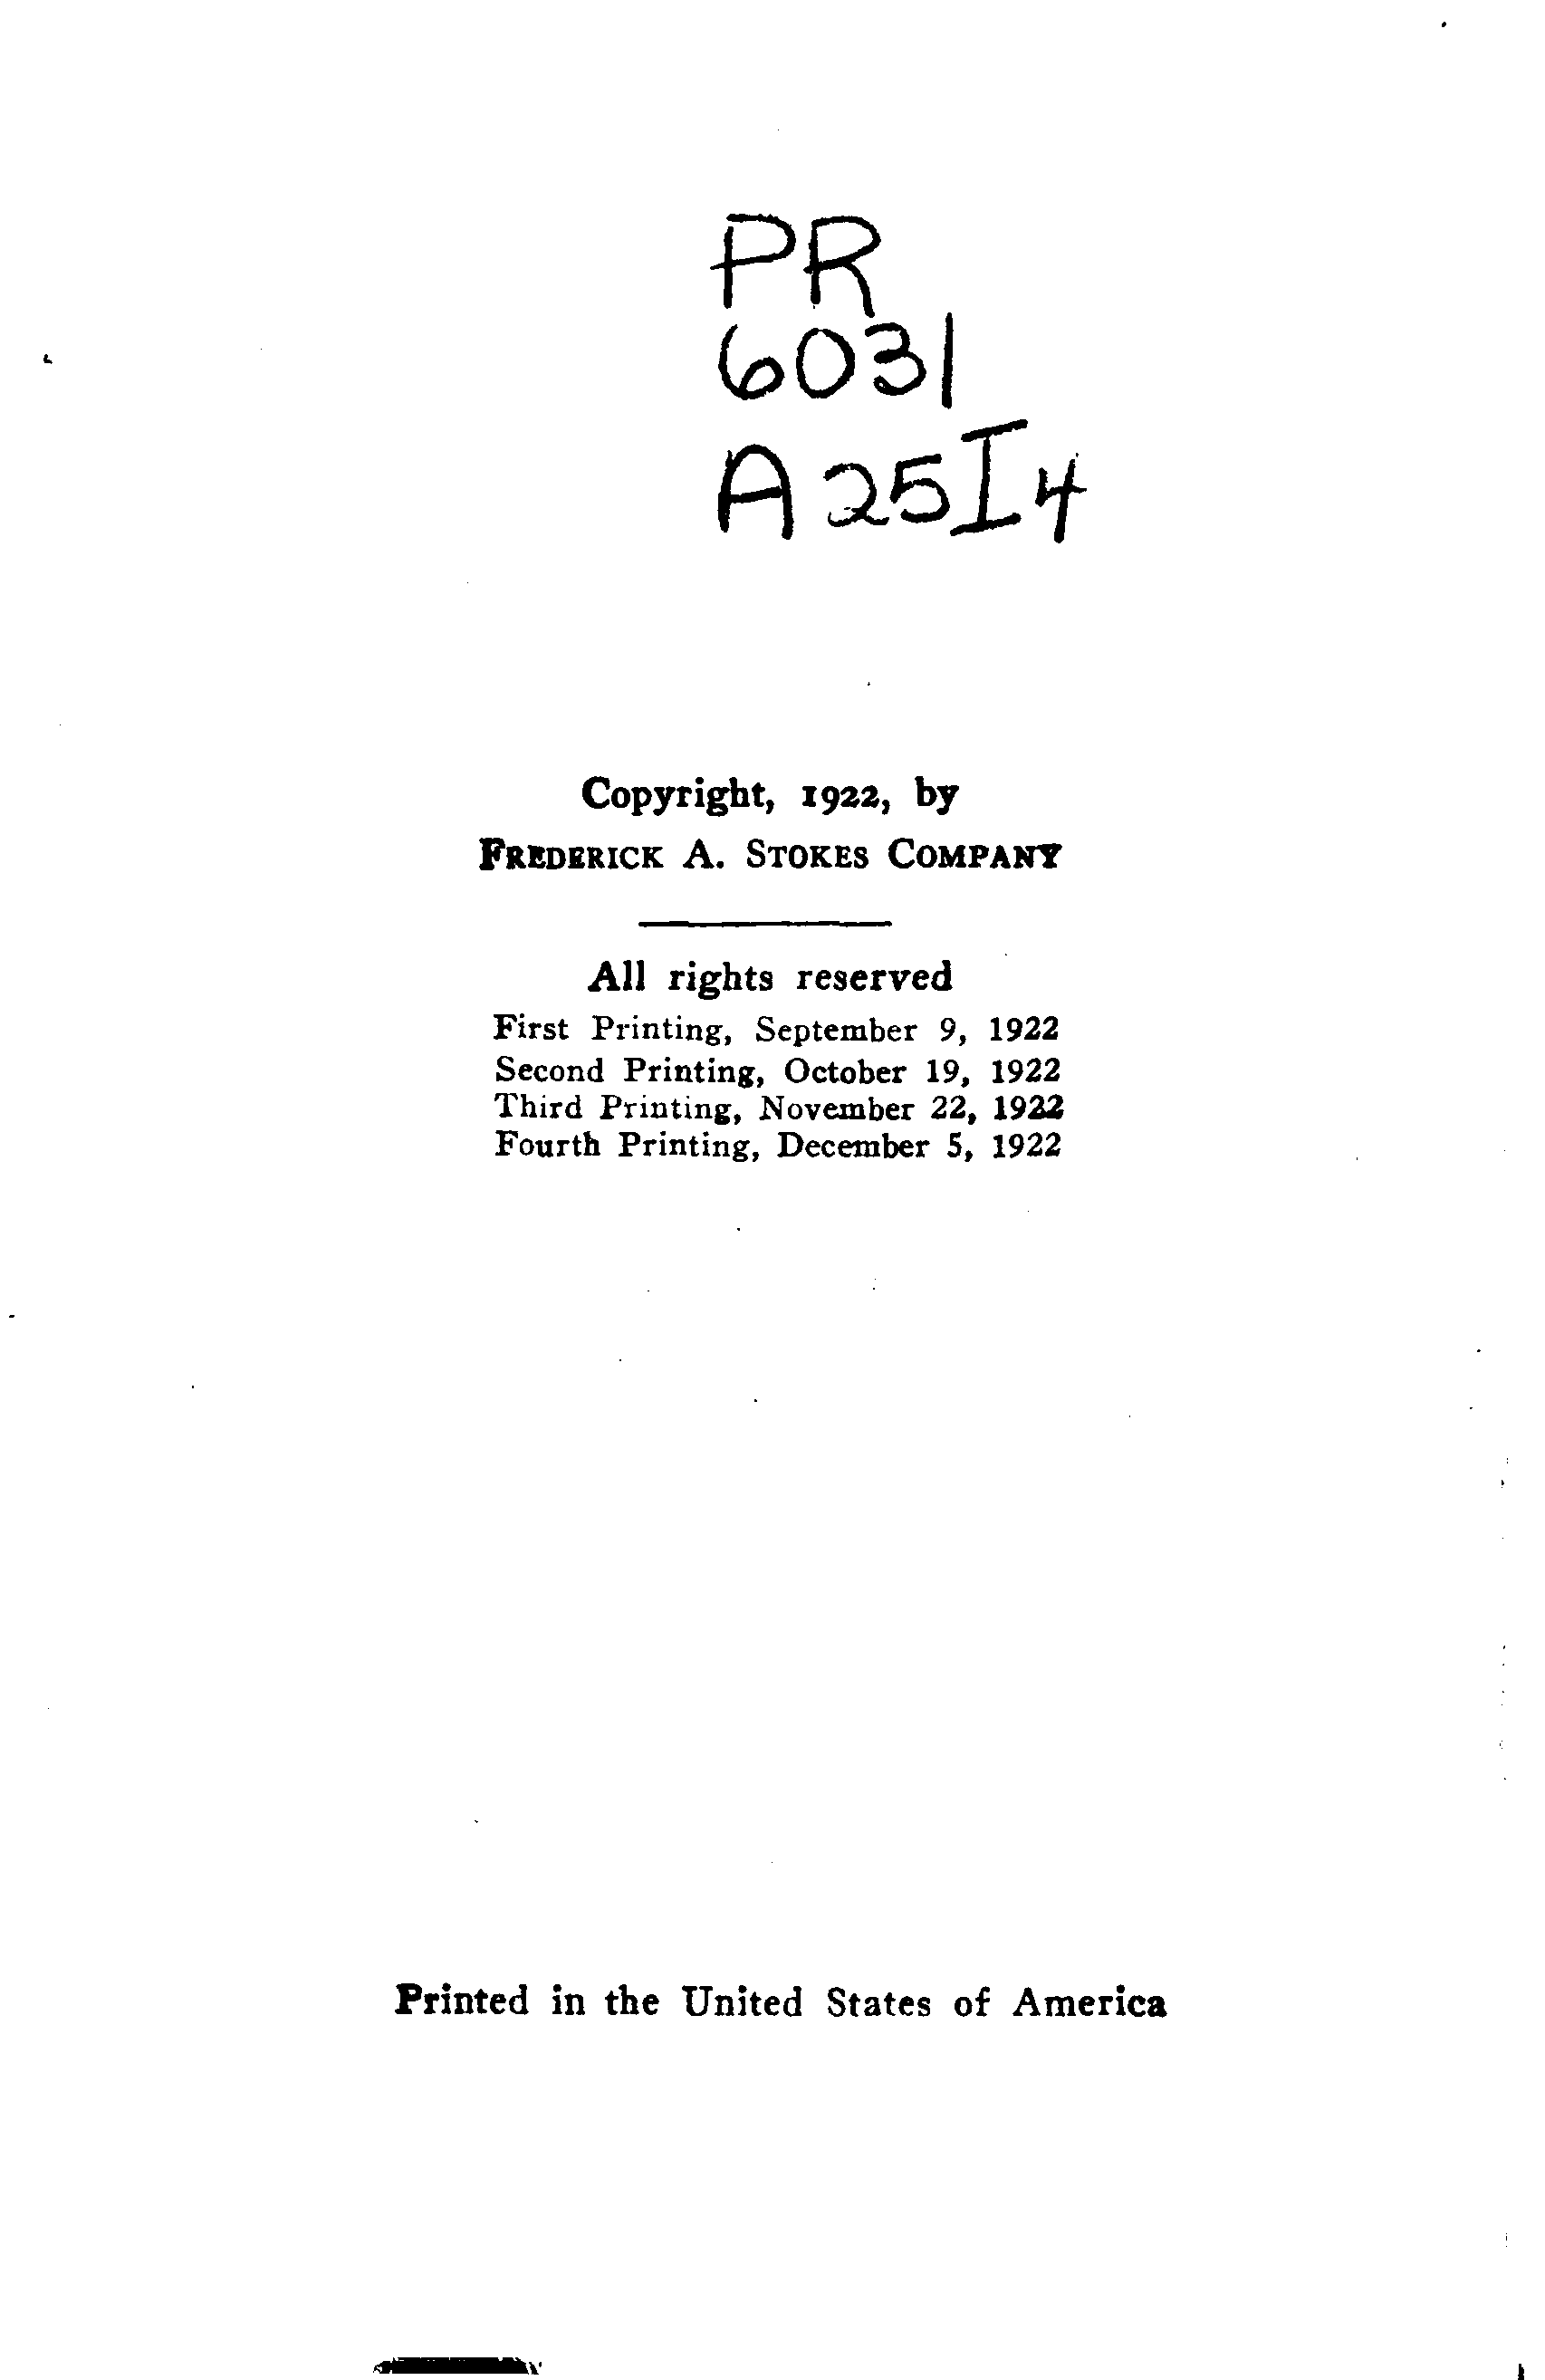 PR
6031
A25I4
Copyright, 1922, by
FREDERICK A. STOKES COMPANY
All rights reserved
First Printing, September 9, 1922
Second Printing, October 19, 1922
Third Printing, November 22, 1922
Fourth Printing, December 5, 1922
Printed in the United States of America